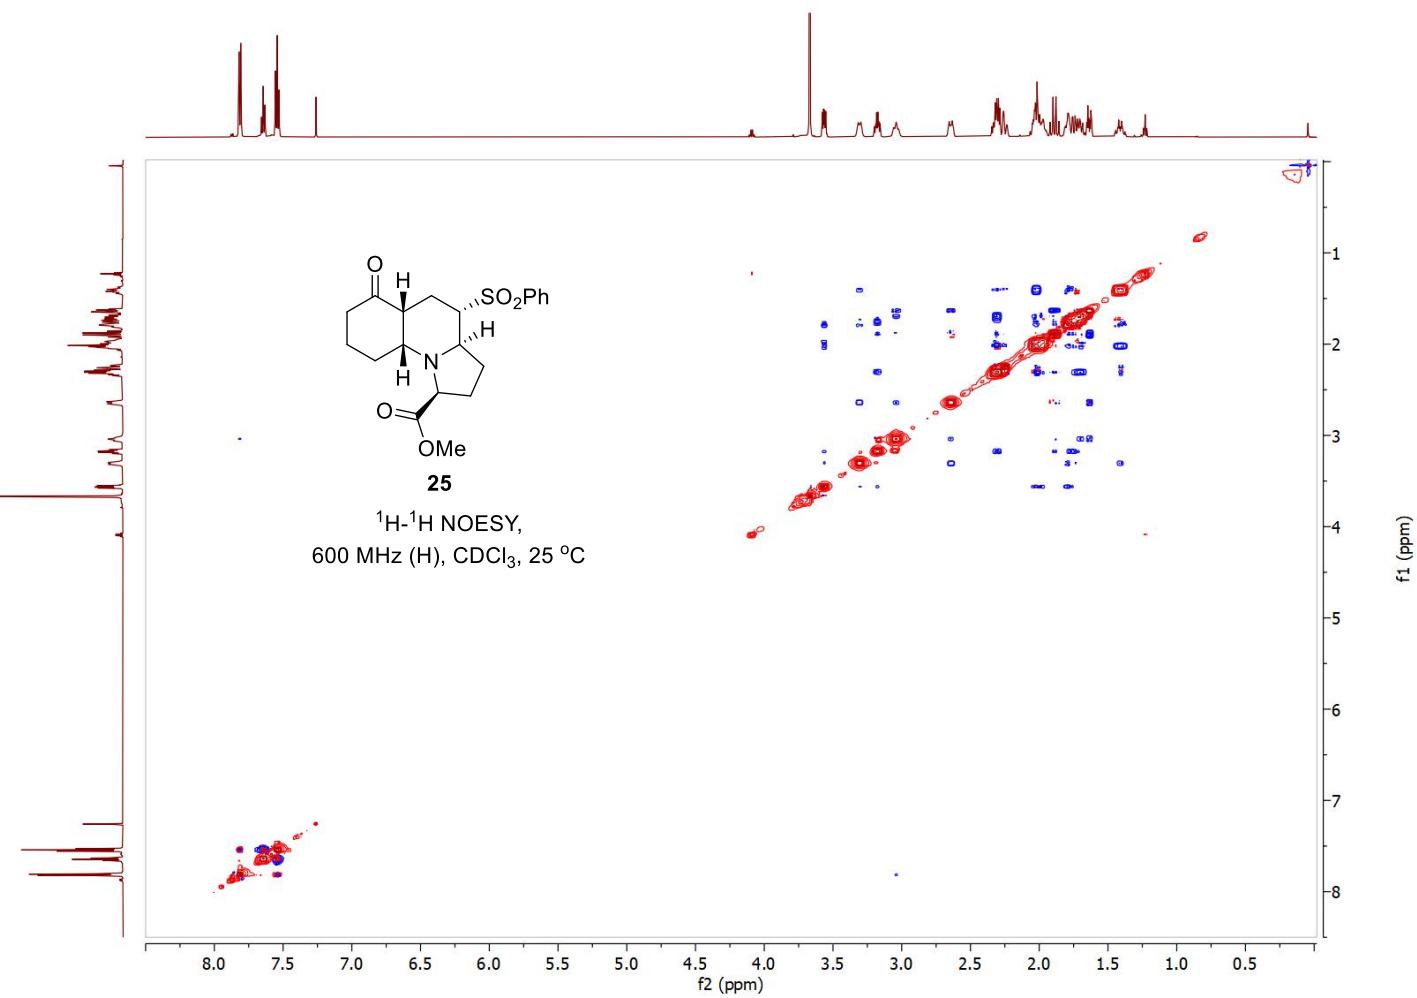 O
H
SO₂Ph
H
N
H
O
OMe
25
¹H-¹H NOESY,
600 MHz (H), CDCl₃, 25 ᵒC
1
2
3
4
5
6
7
8
f1 (ppm)
8.0 7.5 7.0 6.5 6.0 5.5 5.0 4.5 4.0 3.5 3.0 2.5 2.0 1.5 1.0 0.5
f2 (ppm)